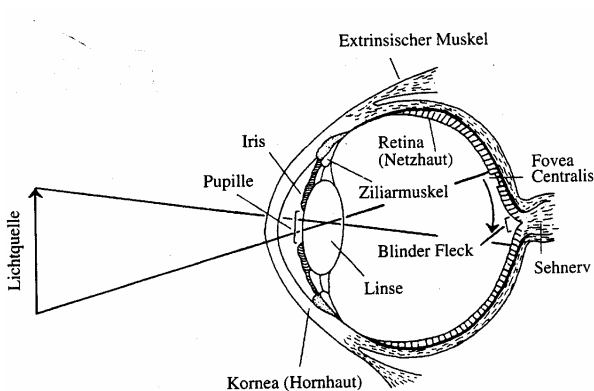 Extrinsischer Muskel
Iris
Retina
(Netzhaut)
Fovea
Centralis
Pupille
Ziliarmuskel
Lichtquelle
Blinder Fleck
Sehnerv
Linse
Kornea (Hornhaut)